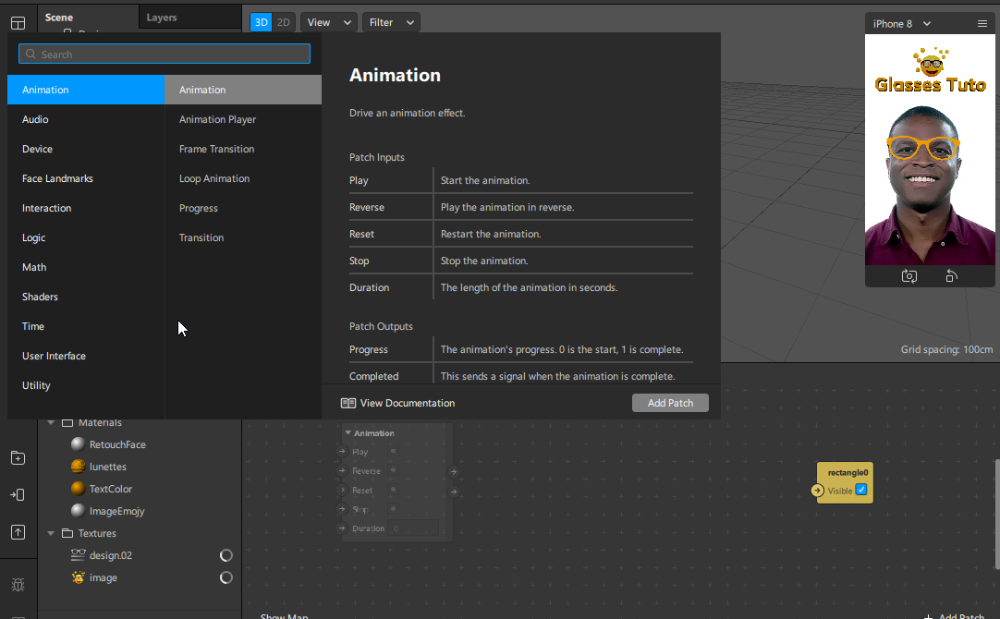 Scene
Layers
3D 2D View Filter
iPhone 8
Search
Animation
Audio
Device
Face Landmarks
Interaction
Logic
Math
Shaders
Time
User Interface
Utility
Animation
Animation Player
Frame Transition
Loop Animation
Progress
Transition
Animation
Drive an animation effect.
Patch Inputs
Play Start the animation.
Reverse Play the animation in reverse.
Reset Restart the animation.
Stop Stop the animation.
Duration The length of the animation in seconds.
Patch Outputs
Progress The animation's progress. 0 is the start, 1 is complete.
Completed This sends a signal when the animation is complete.
View Documentation
Add Patch
Glasses Tuto
Grid spacing: 100cm
Materials
RetouchFace
lunettes
TextColor
ImageEmojy
Textures
design.02
image
Animation
Play
Reverse
Reset
Stop
Duration 0
rectangle0
Visible
Show Map
Add Patch